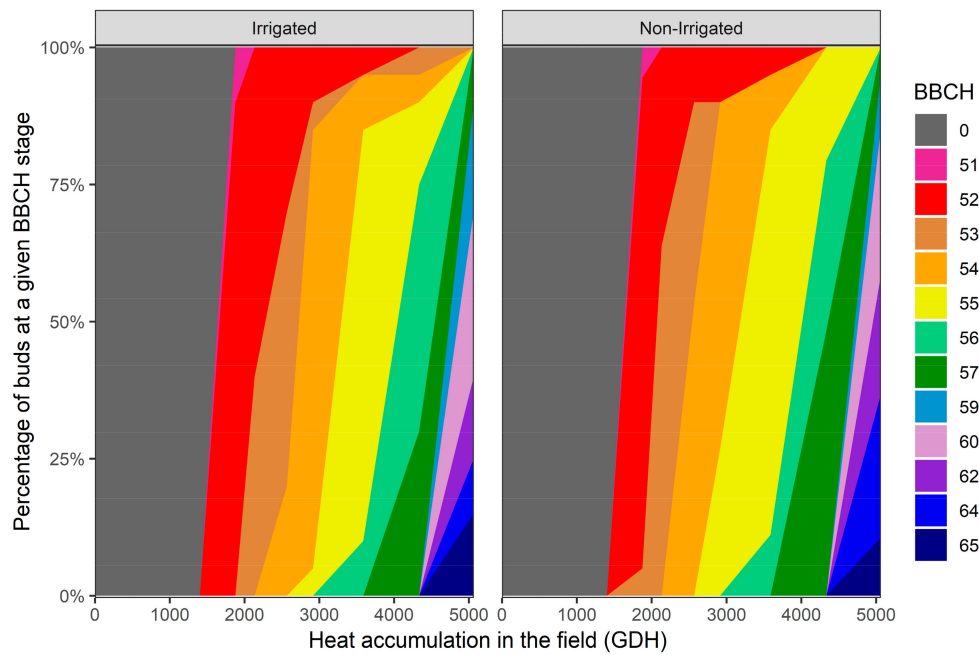 Irrigated
Non-Irrigated
Percentage of buds at a given BBCH stage
100%
75%
50%
25%
0%
0 1000 2000 3000 4000 5000
0 1000 2000 3000 4000 5000
Heat accumulation in the field (GDH)
BBCH
0
51
52
53
54
55
56
57
59
60
62
64
65